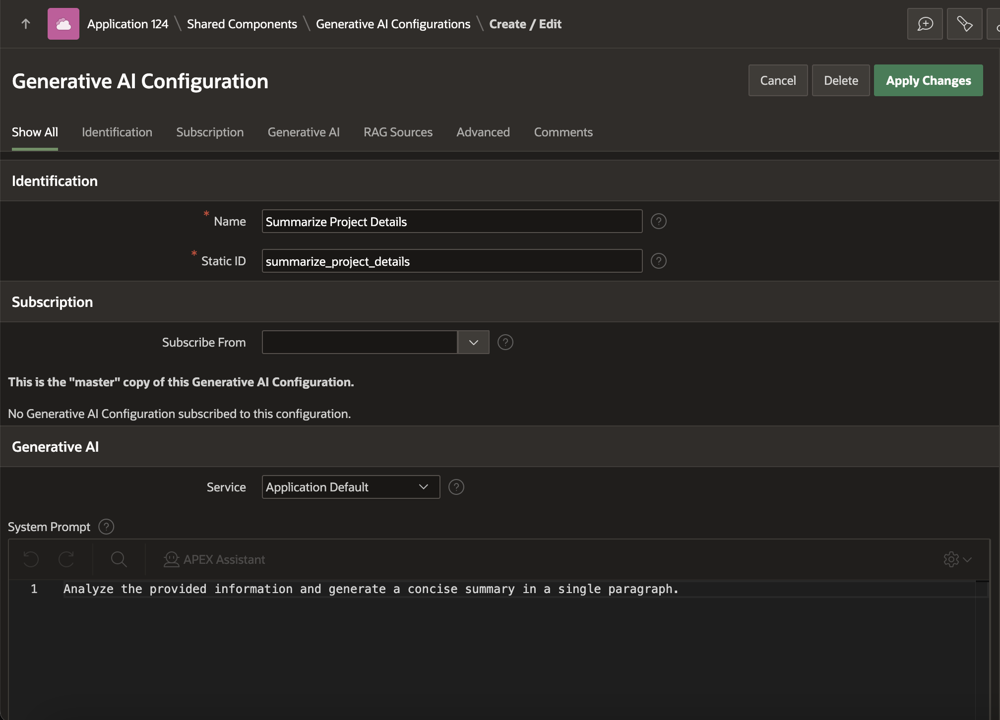 Application 124 \ Shared Components \ Generative AI Configurations \ Create / Edit
Generative AI Configuration
Cancel Delete Apply Changes
Show All Identification Subscription Generative AI RAG Sources Advanced Comments
Identification
* Name Summarize Project Details ?
* Static ID summarize_project_details ?
Subscription
Subscribe From ?
This is the "master" copy of this Generative AI Configuration.
No Generative AI Configuration subscribed to this configuration.
Generative AI
Service Application Default ?
System Prompt ?
APEX Assistant
1 Analyze the provided information and generate a concise summary in a single paragraph.